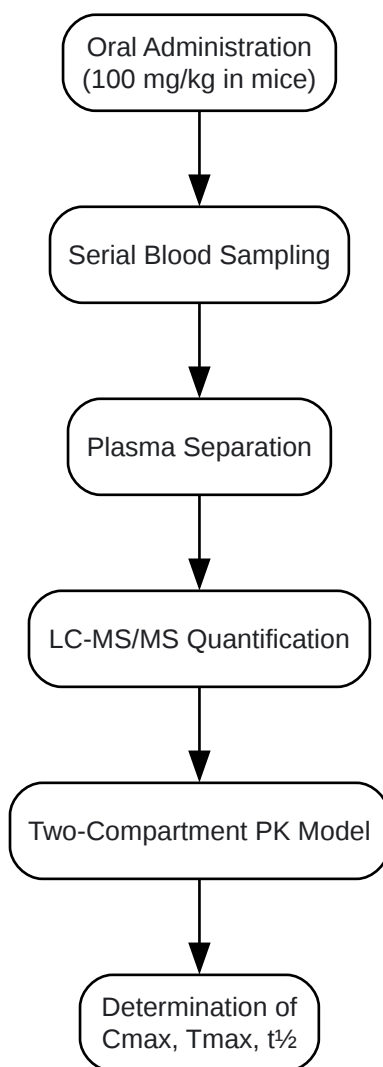 Oral Administration
(100 mg/kg in mice)
Serial Blood Sampling
Plasma Separation
LC-MS/MS Quantification
Two-Compartment PK Model
Determination of
Cmax, Tmax, t½